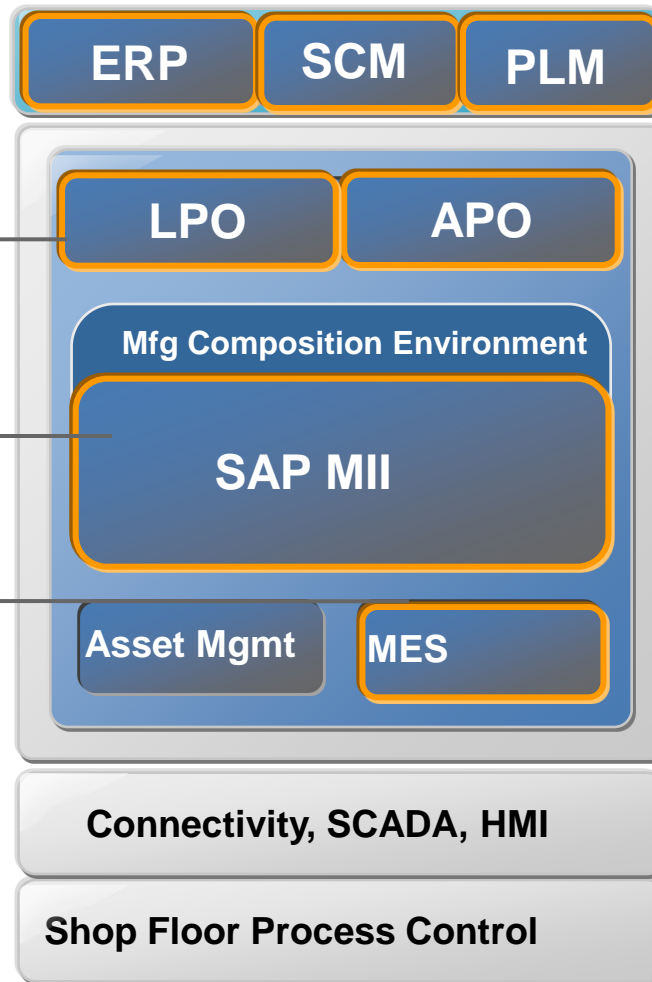 ERP SCM PLM
LPO APO
Mfg Composition Environment
SAP MII
Asset Mgmt MES
Connectivity, SCADA, HMI
Shop Floor Process Control